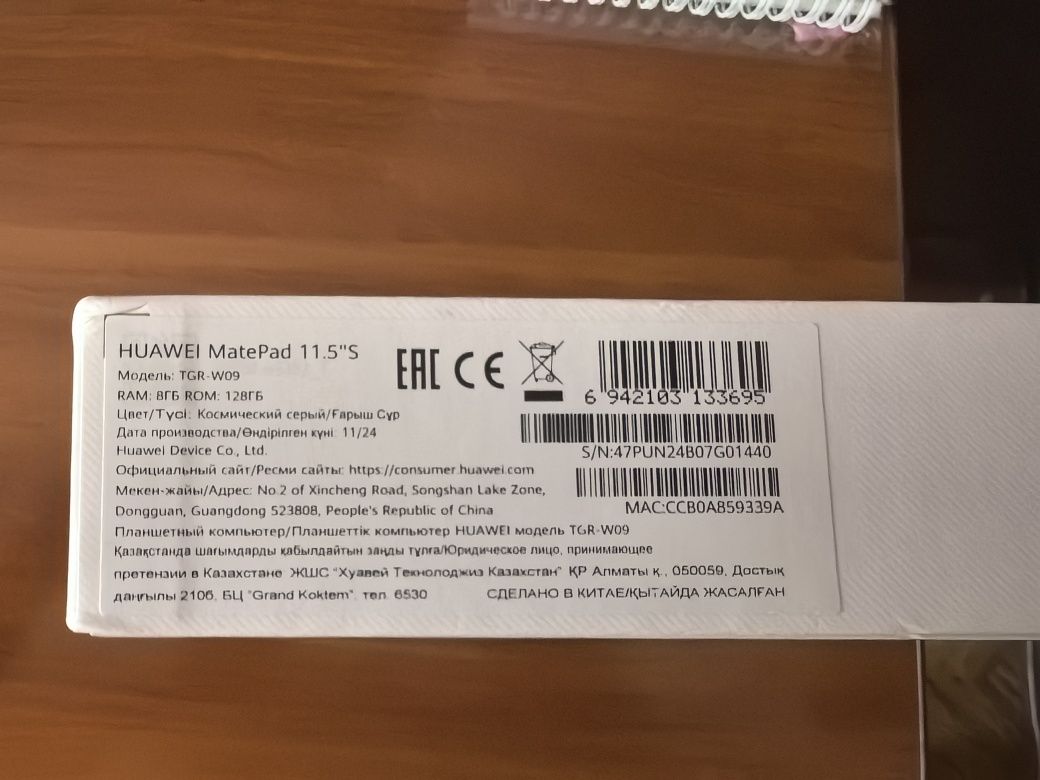 HUAWEI MatePad 11.5"S
Модель: TGR-W09
RAM: 8ГБ ROM: 128ГБ
Цвет/Түсі: Космический серый/Ғарыш Сұр
Дата производства/Өндірілген күні: 11/24
Huawei Device Co., Ltd.
Официальный сайт/Ресми сайты: https://consumer.huawei.com
Мекен-жайы/Адрес: No.2 of Xincheng Road, Songshan Lake Zone,
Dongguan, Guangdong 523808, People's Republic of China
Планшетный компьютер/Планшеттік компьютер HUAWEI модель TGR-W09
Қазақстанда шағымдарды қабылдайтын заңды тұлға/Юридическое лицо, принимающее
претензии в Казахстане ЖШС "Хуавей Текнолоджиз Казахстан" ҚР Алматы қ., 050059, Достық
даңғылы 210б, БЦ "Grand Koktem", тел. 6530
СДЕЛАНО В КИТАЕ/ҚЫТАЙДА ЖАСАЛҒАН
EAC CE
6 942103 133695
S/N:47PUN24B07G01440
MAC:CCB0A859339A